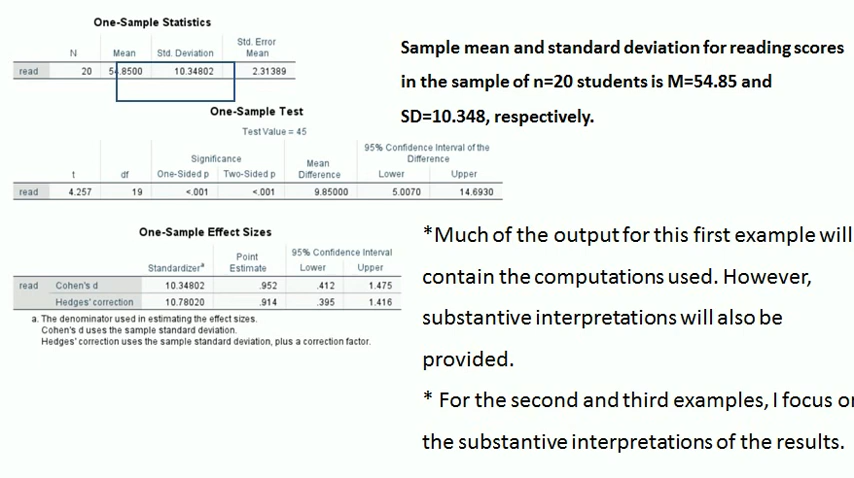 One-Sample Statistics
N Mean Std. Deviation Std. Error Mean
read 20 54.8500 10.34802 2.31389
Sample mean and standard deviation for reading scores
in the sample of n=20 students is M=54.85 and
SD=10.348, respectively.
One-Sample Test
Test Value = 45
t df Significance Mean Difference 95% Confidence Interval of the Difference
One-Sided p Two-Sided p Lower Upper
read 4.257 19 <.001 <.001 9.85000 5.0070 14.6930
One-Sample Effect Sizes
Standardizerᵃ Point Estimate 95% Confidence Interval
Lower Upper
read Cohen's d 10.34802 .952 .412 1.475
Hedges' correction 10.78020 .914 .395 1.416
a. The denominator used in estimating the effect sizes.
Cohen's d uses the sample standard deviation.
Hedges' correction uses the sample standard deviation, plus a correction factor.
*Much of the output for this first example will
contain the computations used. However,
substantive interpretations will also be
provided.
* For the second and third examples, I focus on
the substantive interpretations of the results.